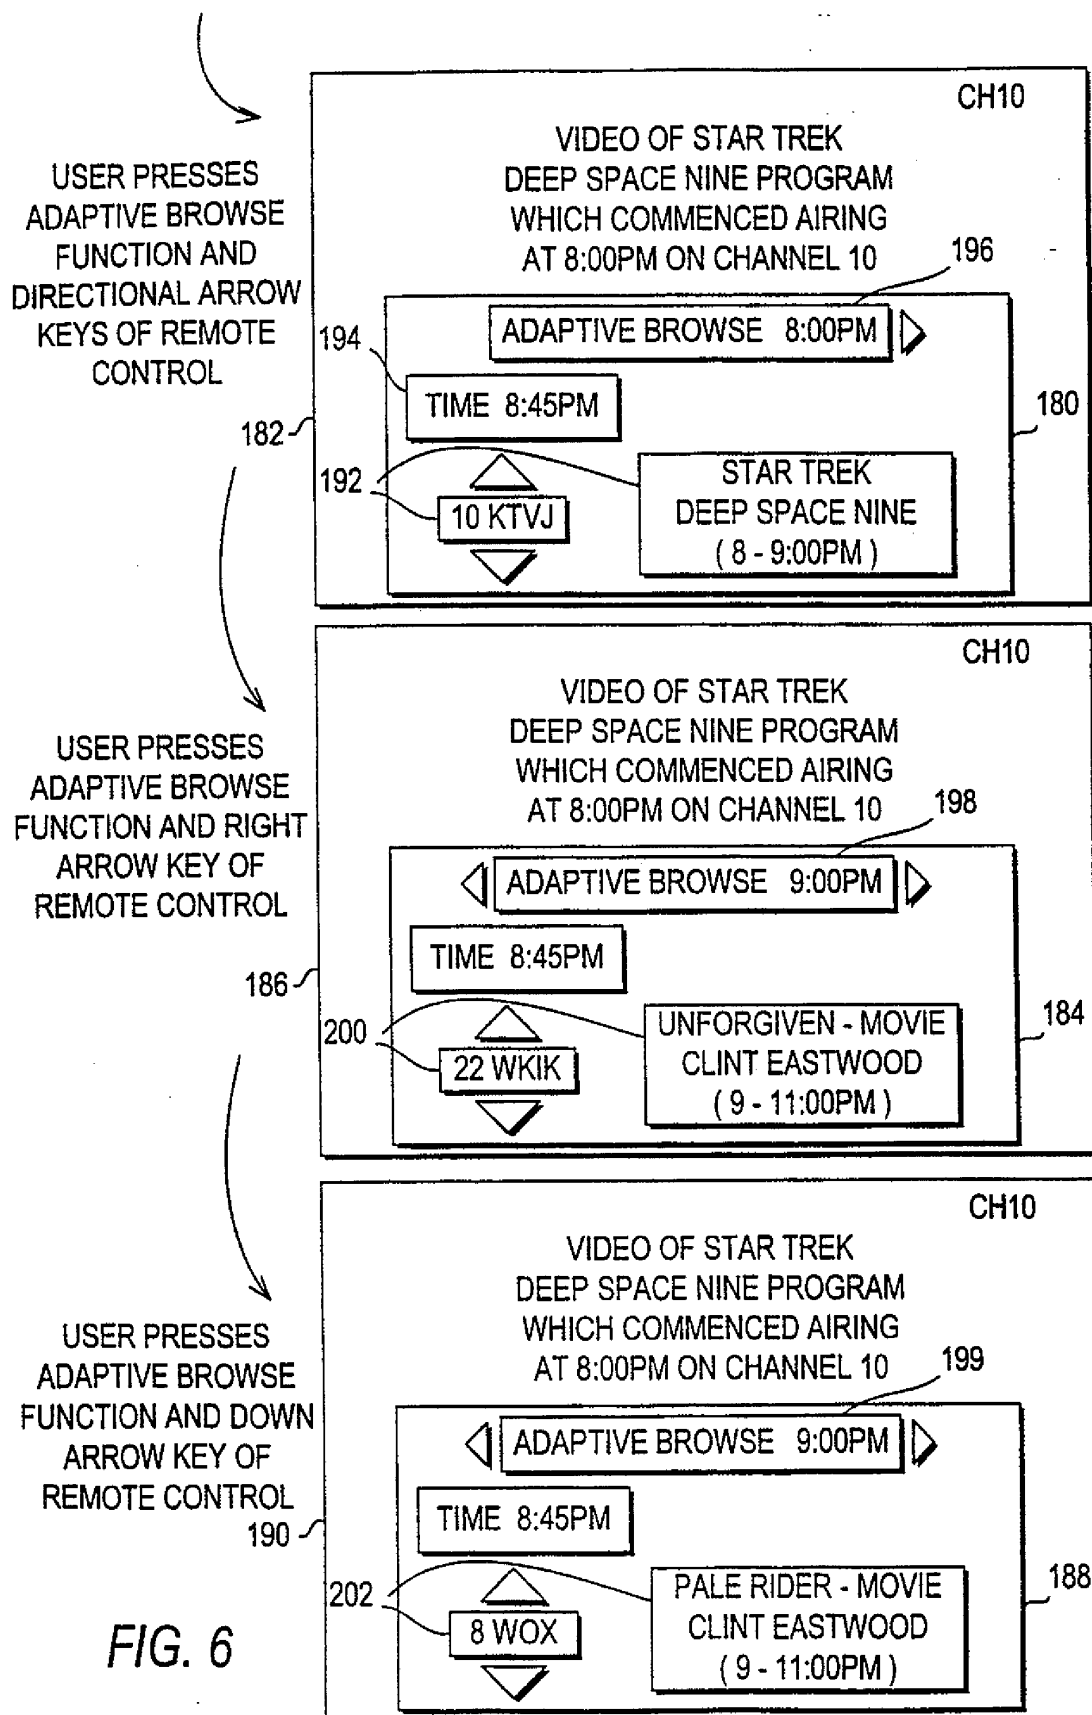 USER PRESSES
ADAPTIVE BROWSE
FUNCTION AND
DIRECTIONAL ARROW
KEYS OF REMOTE
CONTROL
CH10
VIDEO OF STAR TREK
DEEP SPACE NINE PROGRAM
WHICH COMMENCED AIRING
AT 8:00PM ON CHANNEL 10
196
ADAPTIVE BROWSE 8:00PM
194
TIME 8:45PM
182
180
192
10 KTVJ
STAR TREK
DEEP SPACE NINE
( 8 - 9:00PM )
USER PRESSES
ADAPTIVE BROWSE
FUNCTION AND RIGHT
ARROW KEY OF
REMOTE CONTROL
CH10
VIDEO OF STAR TREK
DEEP SPACE NINE PROGRAM
WHICH COMMENCED AIRING
AT 8:00PM ON CHANNEL 10
198
ADAPTIVE BROWSE 9:00PM
TIME 8:45PM
186
184
200
22 WKIK
UNFORGIVEN - MOVIE
CLINT EASTWOOD
( 9 - 11:00PM )
USER PRESSES
ADAPTIVE BROWSE
FUNCTION AND DOWN
ARROW KEY OF
REMOTE CONTROL
CH10
VIDEO OF STAR TREK
DEEP SPACE NINE PROGRAM
WHICH COMMENCED AIRING
AT 8:00PM ON CHANNEL 10
199
ADAPTIVE BROWSE 9:00PM
TIME 8:45PM
190
188
202
8 WOX
PALE RIDER - MOVIE
CLINT EASTWOOD
( 9 - 11:00PM )
FIG. 6